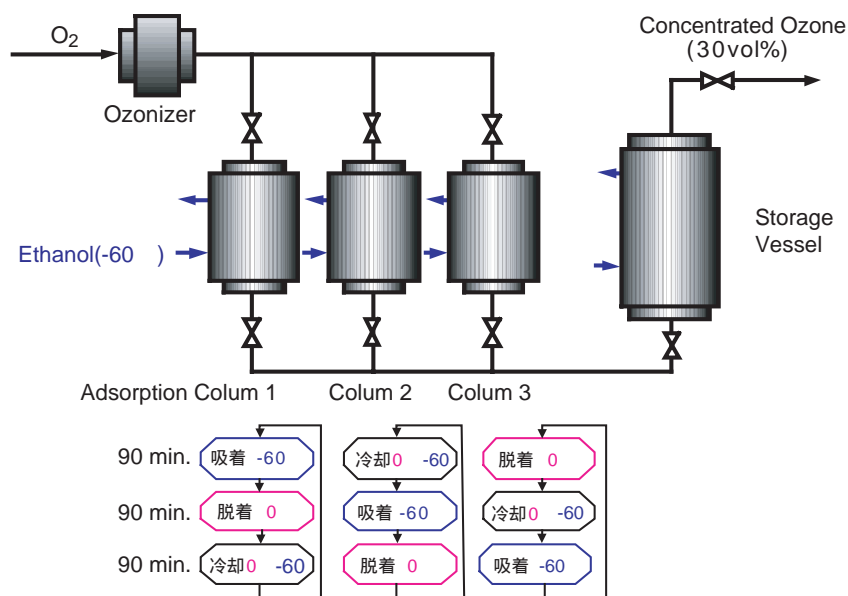 O2
Ozonizer
Concentrated Ozone
(30vol%)
Ethanol(-60 )
Storage
Vessel
Adsorption Colum 1 Colum 2 Colum 3
90 min. 吸着 -60 冷却0 -60 脱着 0
90 min. 脱着 0 吸着 -60 冷却0 -60
90 min. 冷却0 -60 脱着 0 吸着 -60